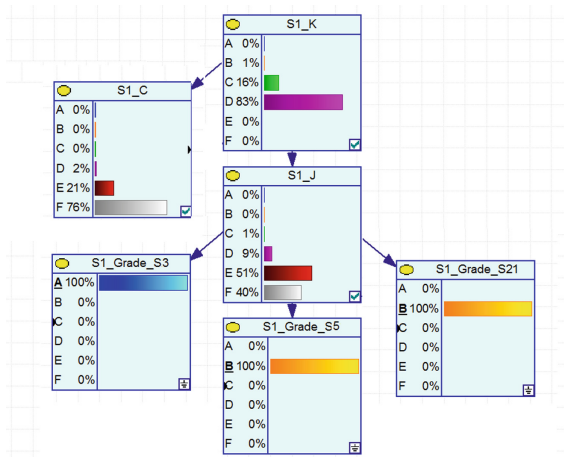 S1_K
A 0%
B 1%
C 16%
D 83%
E 0%
F 0%
S1_C
A 0%
B 0%
C 0%
D 2%
E 21%
F 76%
S1_J
A 0%
B 0%
C 1%
D 9%
E 51%
F 40%
S1_Grade_S3
A 100%
B 0%
C 0%
D 0%
E 0%
F 0%
S1_Grade_S5
A 0%
B 100%
C 0%
D 0%
E 0%
F 0%
S1_Grade_S21
A 0%
B 100%
C 0%
D 0%
E 0%
F 0%